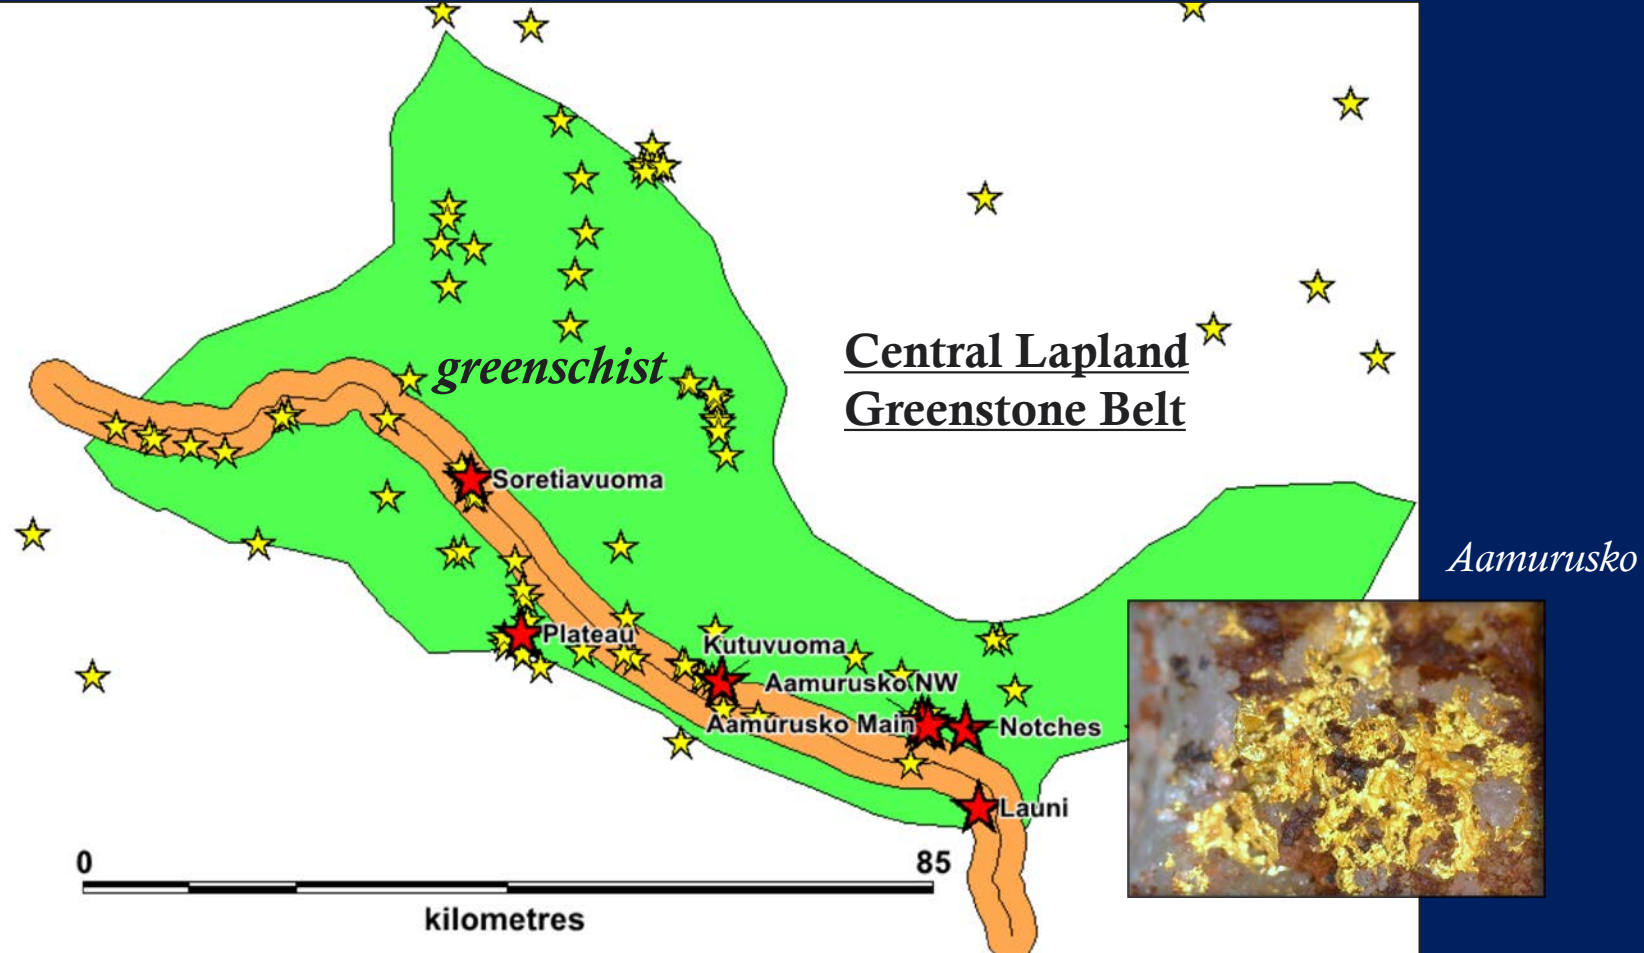 greenschist
Central Lapland
Greenstone Belt
Soretiavuoma
Aamurusko
Plateau
Kutuvuoma
Aamurusko NW
Aamurusko Main
Notches
Launi
0 85
kilometres